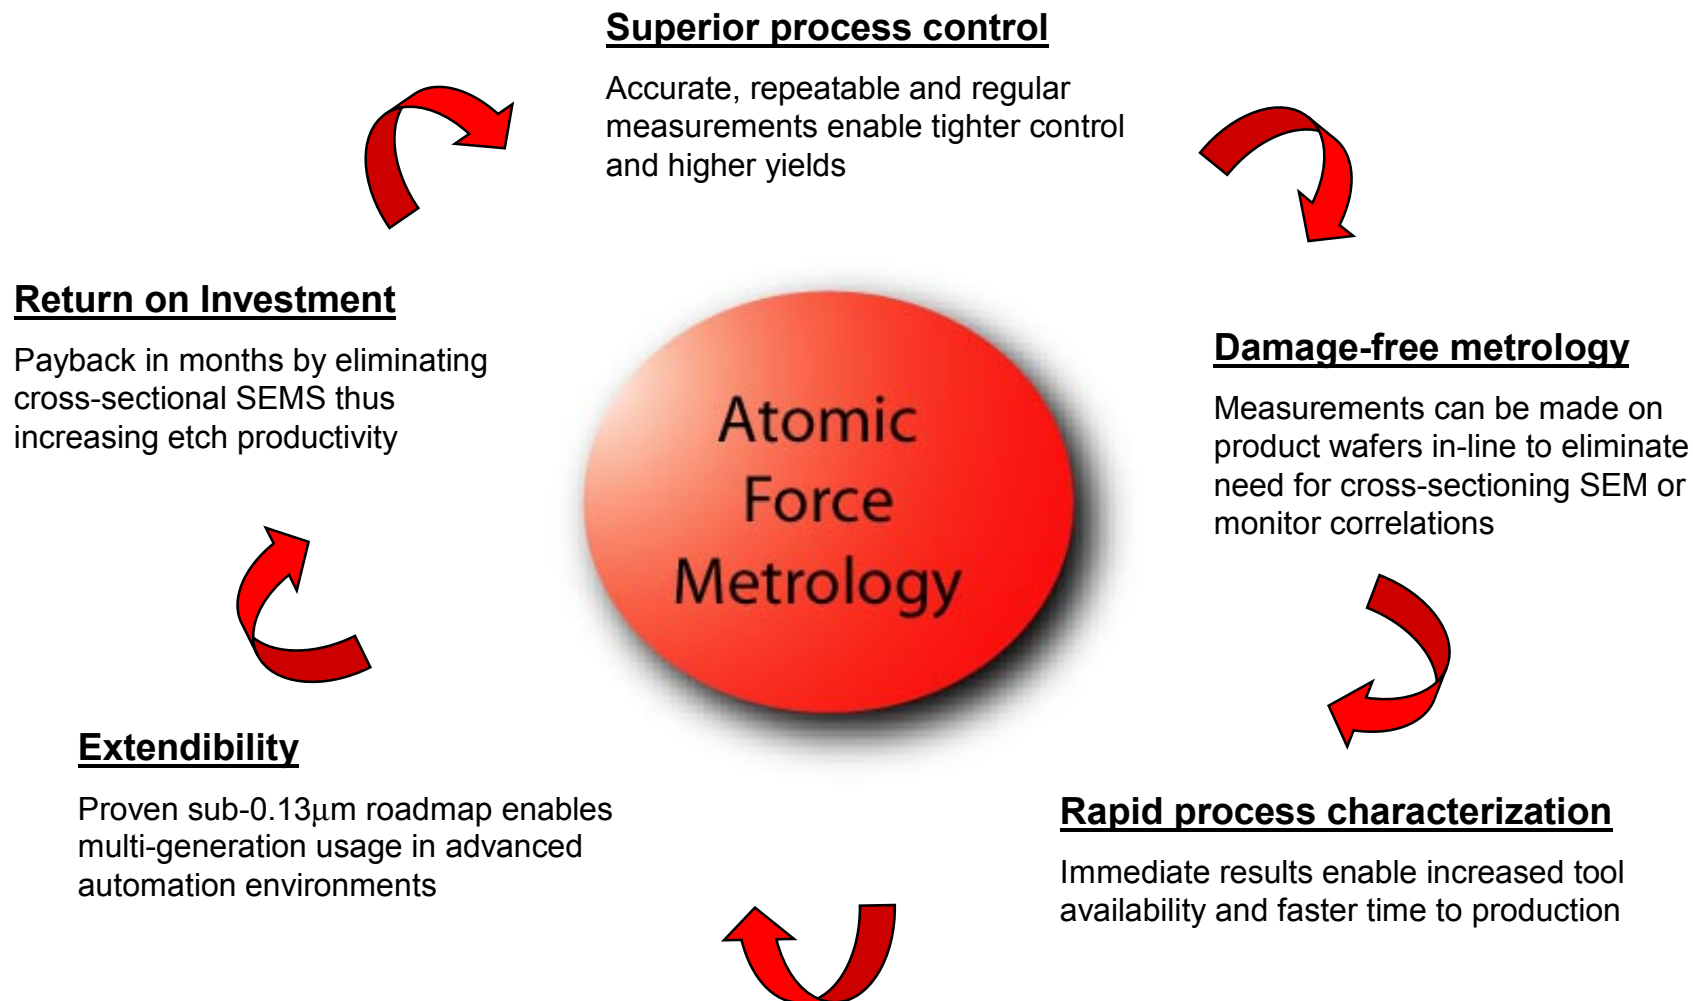 Superior process control
Accurate, repeatable and regular
measurements enable tighter control
and higher yields
Return on Investment
Payback in months by eliminating
cross-sectional SEMS thus
increasing etch productivity
Atomic
Force
Metrology
Damage-free metrology
Measurements can be made on
product wafers in-line to eliminate
need for cross-sectioning SEM or
monitor correlations
Extendibility
Proven sub-0.13μm roadmap enables
multi-generation usage in advanced
automation environments
Rapid process characterization
Immediate results enable increased tool
availability and faster time to production